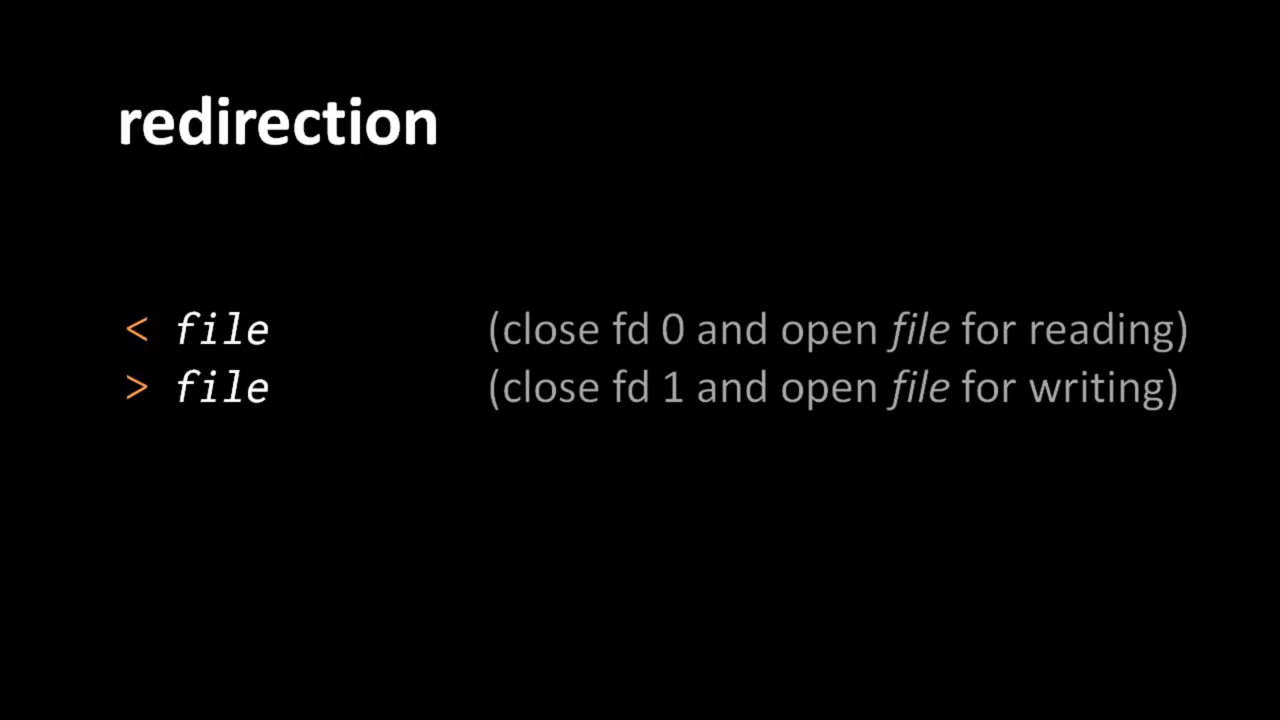 redirection
< file (close fd 0 and open file for reading)
> file (close fd 1 and open file for writing)